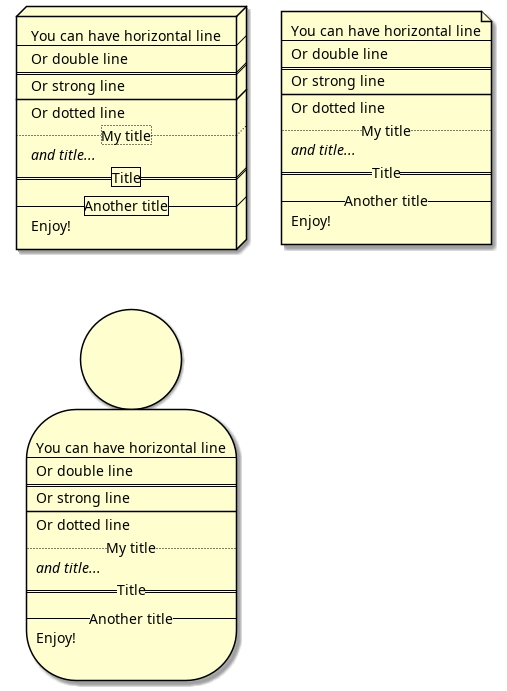 You can have horizontal line
Or double line
Or strong line
Or dotted line
My title
and title...
Title
Another title
Enjoy!
You can have horizontal line
Or double line
Or strong line
Or dotted line
My title
and title...
Title
Another title
Enjoy!
You can have horizontal line
Or double line
Or strong line
Or dotted line
My title
and title...
Title
Another title
Enjoy!